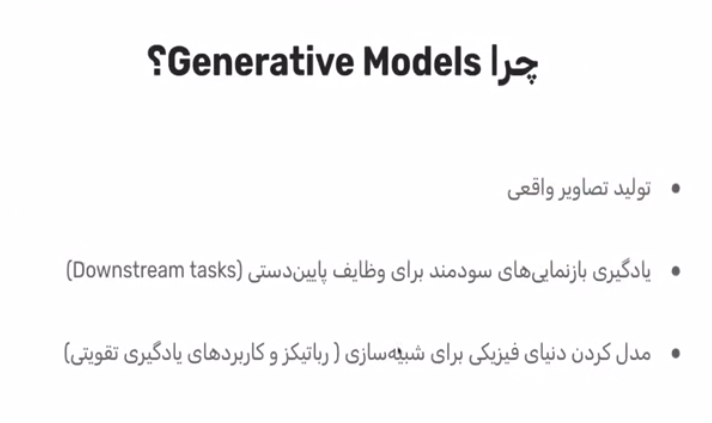 چرا Generative Models؟
• تولید تصاویر واقعی
• یادگیری بازنمایی‌های سودمند برای وظایف پایین‌دستی (Downstream tasks)
• مدل کردن دنیای فیزیکی برای شبیه‌سازی ( رباتیکز و کاربردهای یادگیری تقویتی)